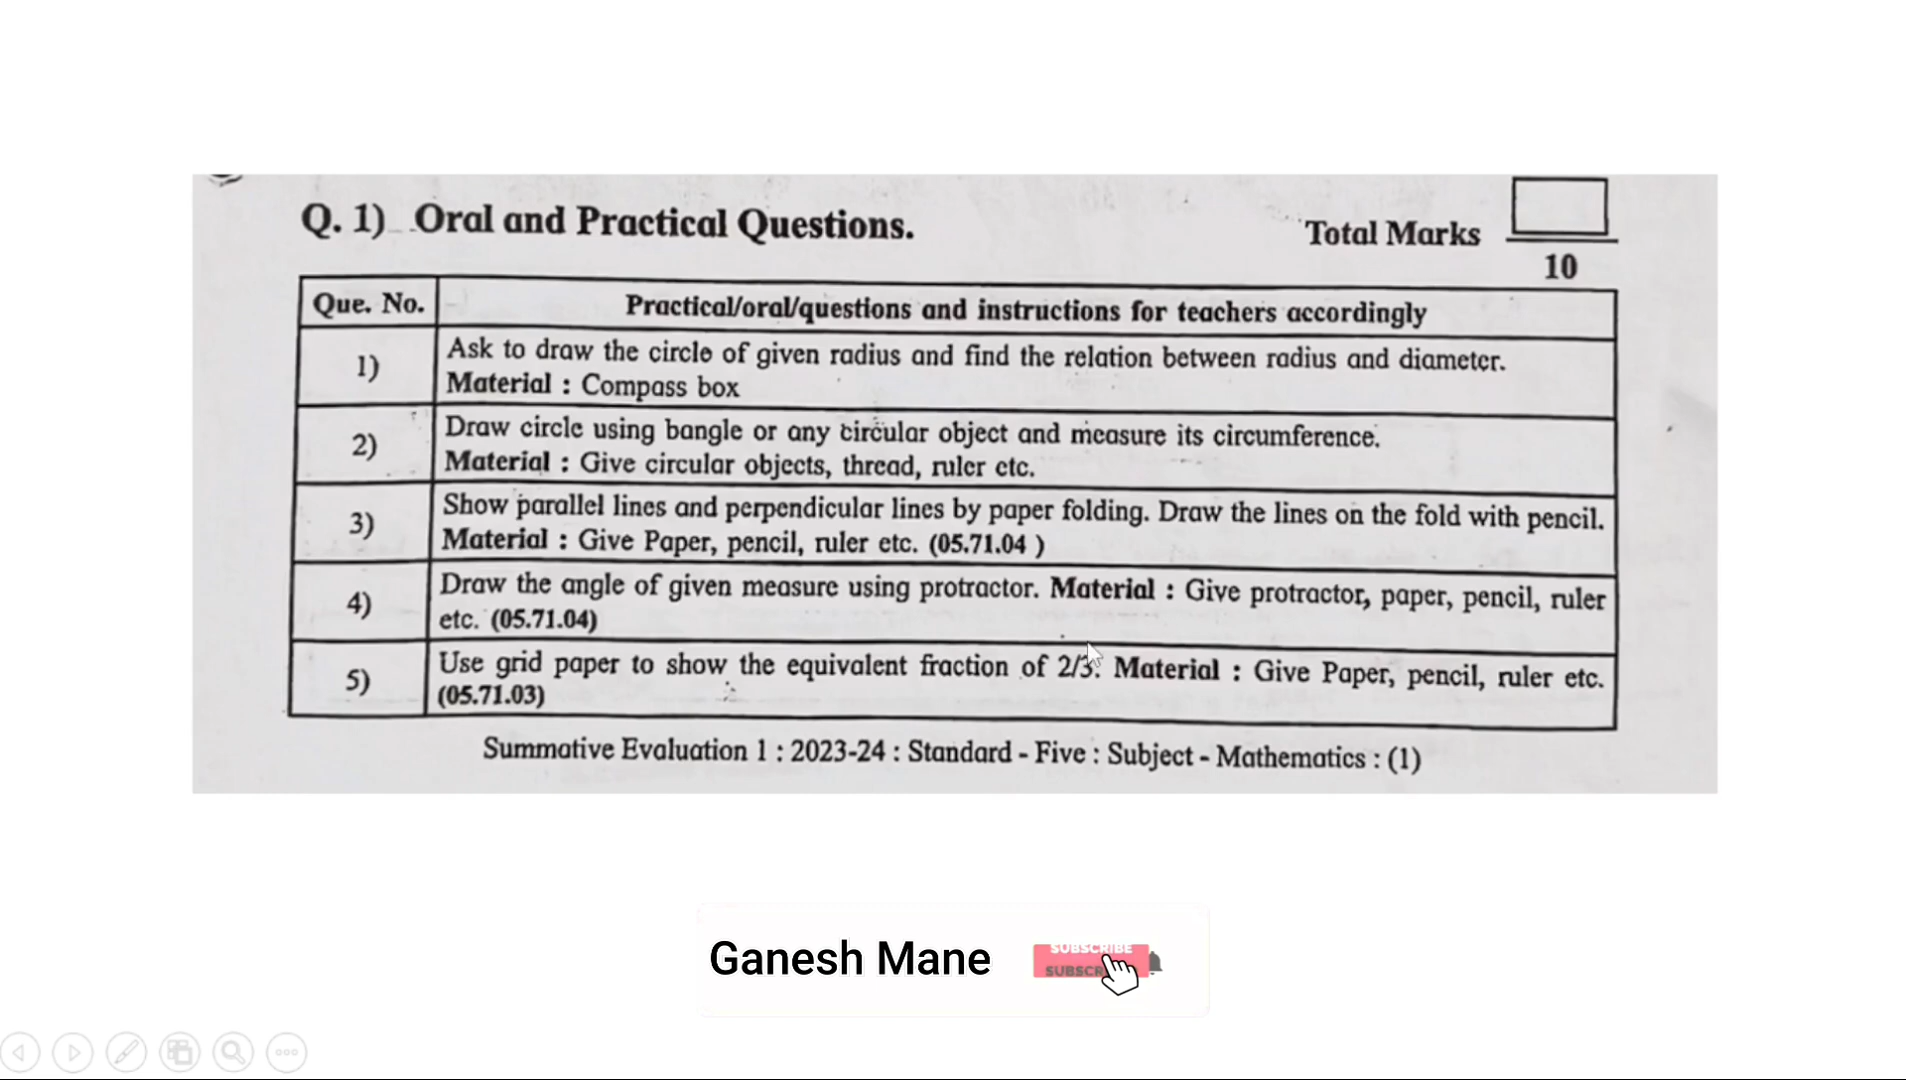 Q. 1) Oral and Practical Questions.
Total Marks
10
Que. No.
Practical/oral/questions and instructions for teachers accordingly
1)
Ask to draw the circle of given radius and find the relation between radius and diameter.
Material : Compass box
2)
Draw circle using bangle or any circular object and measure its circumference.
Material : Give circular objects, thread, ruler etc.
3)
Show parallel lines and perpendicular lines by paper folding. Draw the lines on the fold with pencil.
Material : Give Paper, pencil, ruler etc. (05.71.04 )
4)
Draw the angle of given measure using protractor. Material : Give protractor, paper, pencil, ruler
etc. (05.71.04)
5)
Use grid paper to show the equivalent fraction of 2/3. Material : Give Paper, pencil, ruler etc.
(05.71.03)
Summative Evaluation 1 : 2023-24 : Standard - Five : Subject - Mathematics : (1)
Ganesh Mane
SUBSCRIBE